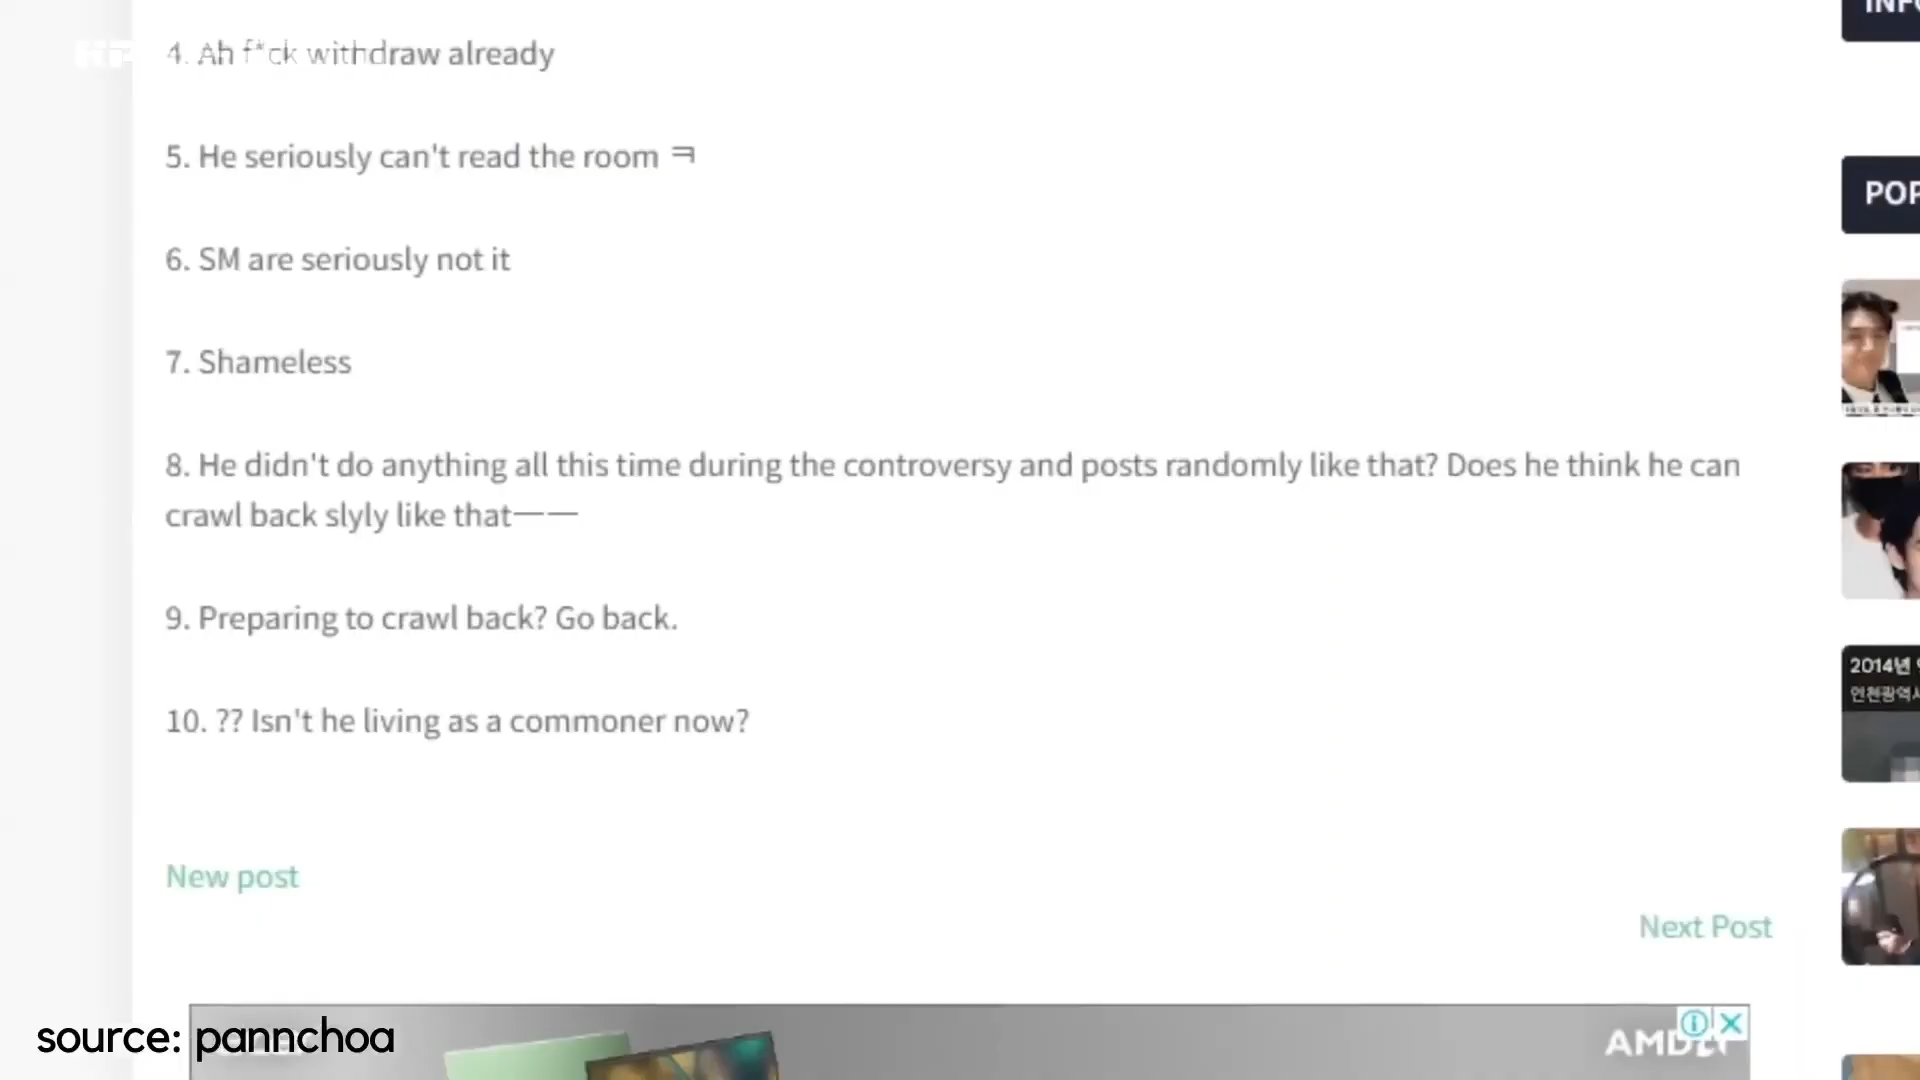 4. Ah f*ck withdraw already
5. He seriously can't read the room ㅋ
6. SM are seriously not it
7. Shameless
8. He didn't do anything all this time during the controversy and posts randomly like that? Does he think he can
crawl back slyly like thatㅡㅡ
9. Preparing to crawl back? Go back.
10. ?? Isn't he living as a commoner now?
New post
Next Post
source: pannchoa
AMD
POP
2014년